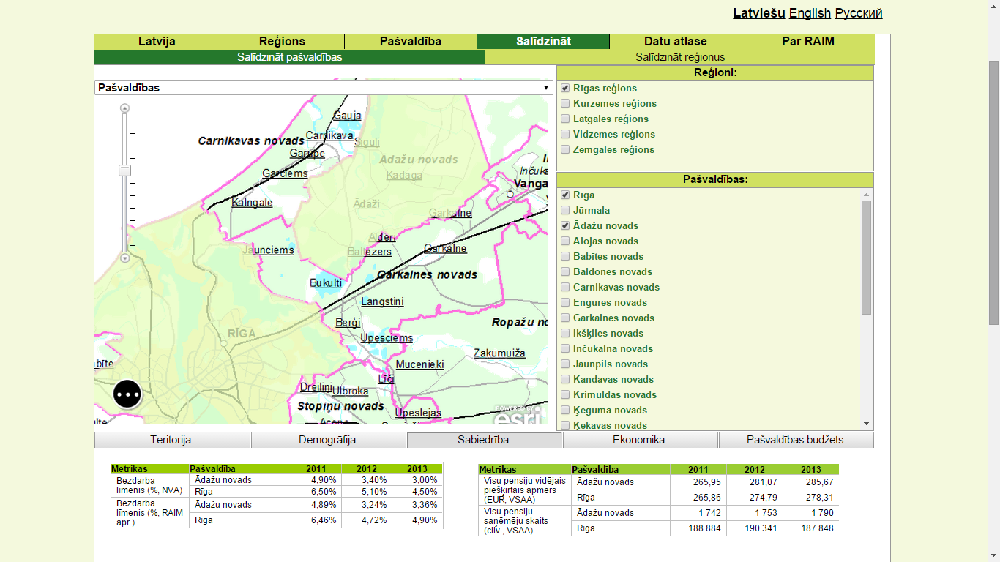 Latviešu English Русский
Latvija Reģions Pašvaldība Salīdzināt Datu atlase Par RAIM
Salīdzināt pašvaldības Salīdzināt reģionus
Pašvaldības
Gauja
Carnikavas novads Carnikava Siguli
Garupe Ādažu novads
Garciems Kadaga Inčuka
Vanga
Kalngale Ādaži
Garkalne
Alderi
Jaunciems Baltezers Garkalne
Bukulti Garkalnes novads
Langstiņi
RĪGA Berģi Ropažu no
Upesciems
Zakumuiža
bīte Mucenieki
Līči
Dreiliņi Ulbroka
Stopiņu novads
Upeslejas
POWERED BY
esri
Reģioni:
Rīgas reģions
Kurzemes reģions
Latgales reģions
Vidzemes reģions
Zemgales reģions
Pašvaldības:
Rīga
Jūrmala
Ādažu novads
Alojas novads
Babītes novads
Baldones novads
Carnikavas novads
Engures novads
Garkalnes novads
Ikšķiles novads
Inčukalna novads
Jaunpils novads
Kandavas novads
Krimuldas novads
Ķeguma novads
Ķekavas novads
Teritorija Demogrāfija Sabiedrība Ekonomika Pašvaldības budžets
Metrikas Pašvaldība 2011 2012 2013
Bezdarba līmenis (%, NVA) Ādažu novads 4,90% 3,40% 3,00%
Rīga 6,50% 5,10% 4,50%
Bezdarba līmenis (%, RAIM apr.) Ādažu novads 4,89% 3,24% 3,36%
Rīga 6,46% 4,72% 4,90%
Metrikas Pašvaldība 2011 2012 2013
Visu pensiju vidējais piešķirtais apmērs (EUR, VSAA) Ādažu novads 265,95 281,07 285,67
Rīga 265,86 274,79 278,31
Visu pensiju saņēmēju skaits (cilv., VSAA) Ādažu novads 1 742 1 753 1 790
Rīga 188 884 190 341 187 848